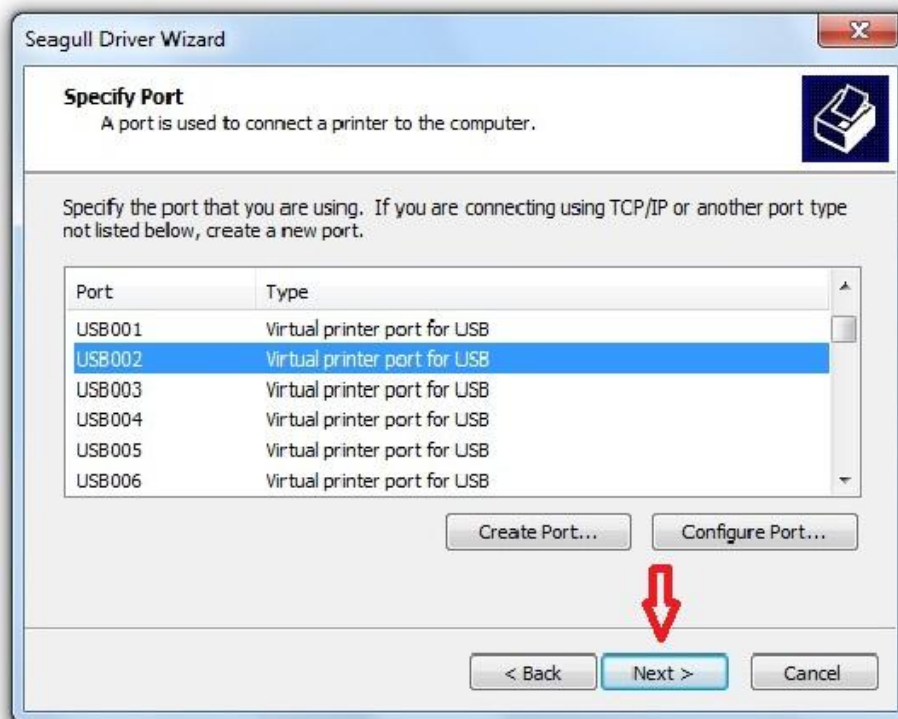 Seagull Driver Wizard
Specify Port
A port is used to connect a printer to the computer.
Specify the port that you are using. If you are connecting using TCP/IP or another port type
not listed below, create a new port.
Port Type
USB001 Virtual printer port for USB
USB002 Virtual printer port for USB
USB003 Virtual printer port for USB
USB004 Virtual printer port for USB
USB005 Virtual printer port for USB
USB006 Virtual printer port for USB
Create Port... Configure Port...
< Back Next > Cancel